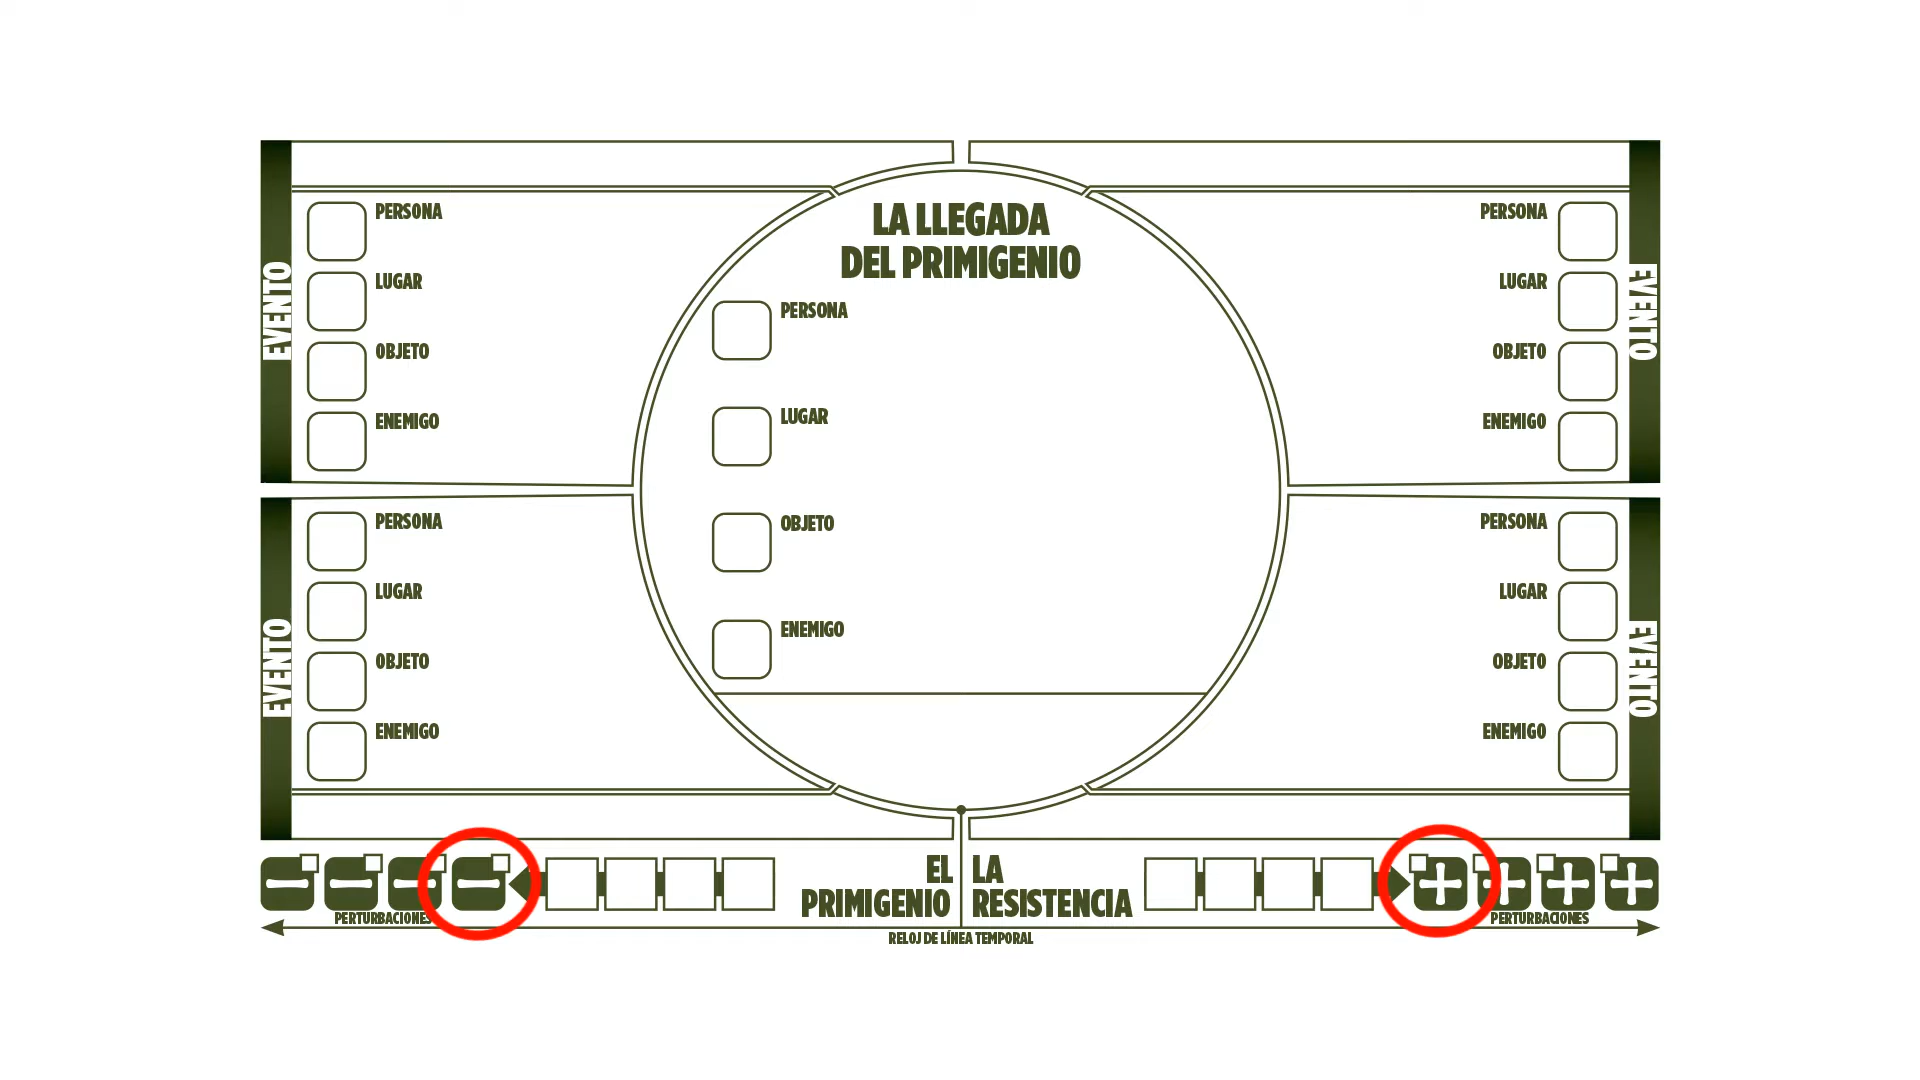 LA LLEGADA
DEL PRIMIGENIO
EVENTO
PERSONA
LUGAR
OBJETO
ENEMIGO
PERSONA
LUGAR
OBJETO
ENEMIGO
PERSONA
LUGAR
OBJETO
ENEMIGO
EVENTO
EVENTO
PERSONA
LUGAR
OBJETO
ENEMIGO
PERSONA
LUGAR
OBJETO
ENEMIGO
EVENTO
PERTURBACIONES
EL
PRIMIGENIO
LA
RESISTENCIA
PERTURBACIONES
RELOJ DE LÍNEA TEMPORAL